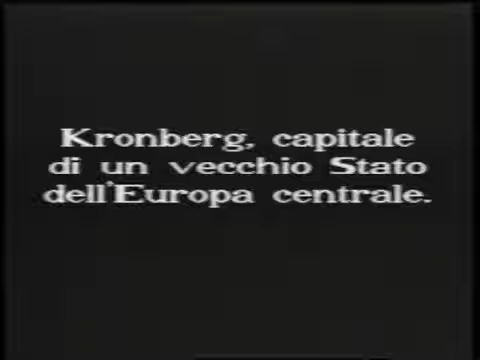 Kronberg, capitale
di un vecchio Stato
dell'Europa centrale.